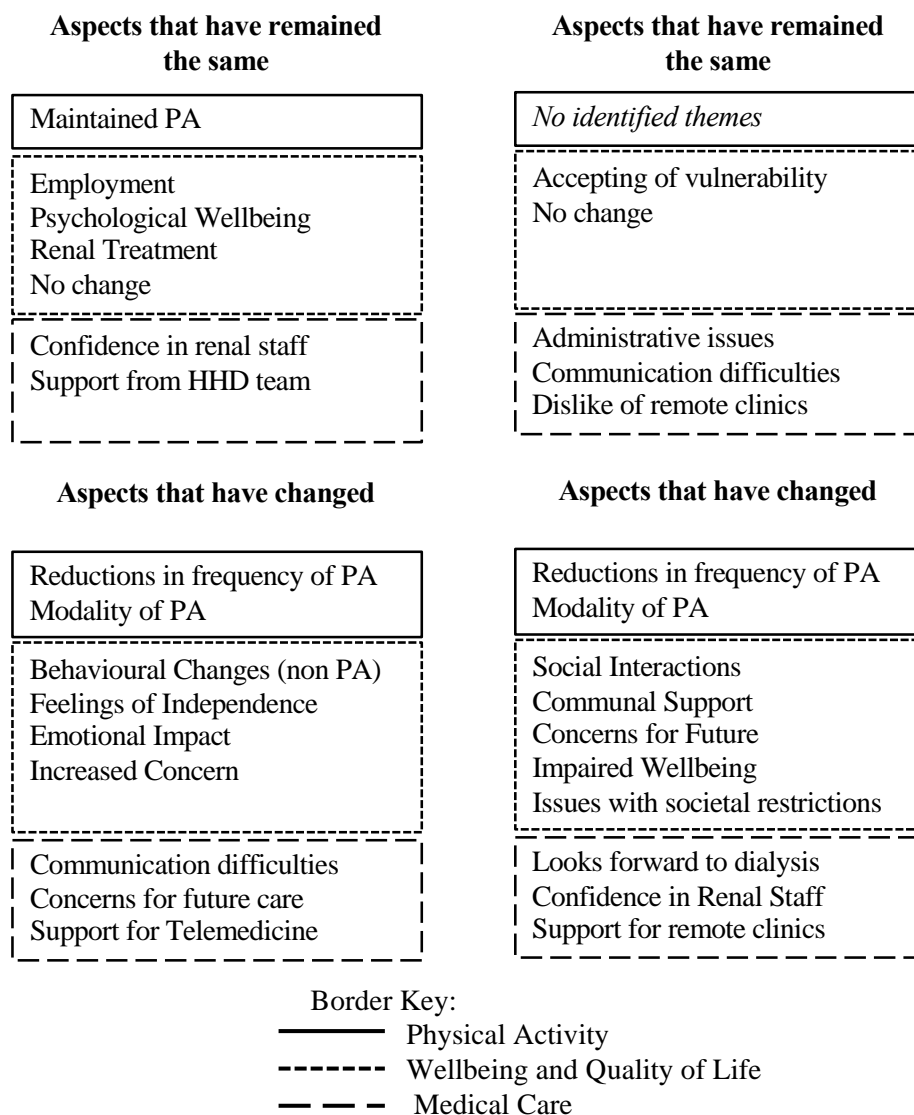 Aspects that have remained
the same
Maintained PA
Employment
Psychological Wellbeing
Renal Treatment
No change
Confidence in renal staff
Support from HHD team
Aspects that have remained
the same
No identified themes
Accepting of vulnerability
No change
Administrative issues
Communication difficulties
Dislike of remote clinics
Aspects that have changed
Reductions in frequency of PA
Modality of PA
Behavioural Changes (non PA)
Feelings of Independence
Emotional Impact
Increased Concern
Communication difficulties
Concerns for future care
Support for Telemedicine
Aspects that have changed
Reductions in frequency of PA
Modality of PA
Social Interactions
Communal Support
Concerns for Future
Impaired Wellbeing
Issues with societal restrictions
Looks forward to dialysis
Confidence in Renal Staff
Support for remote clinics
Border Key:
Physical Activity
Wellbeing and Quality of Life
Medical Care